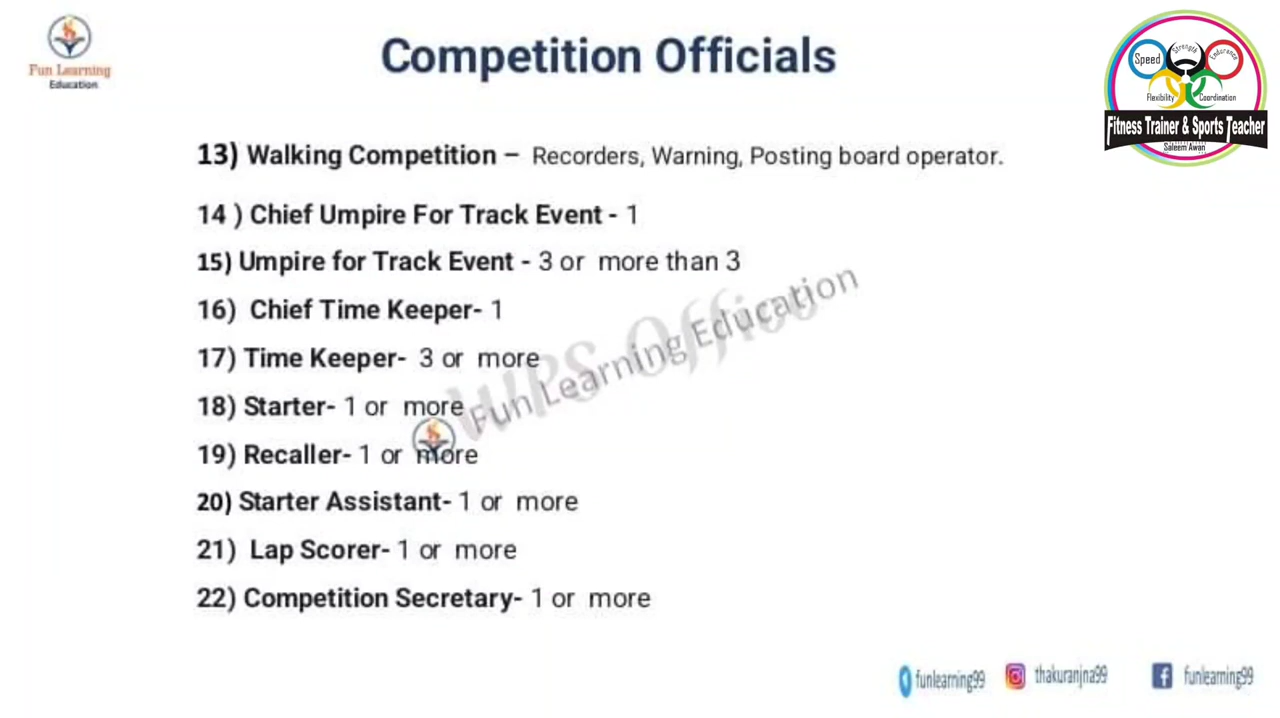 Fun Learning
Education
Competition Officials
Speed
Strength
Endurance
Flexibility
Coordination
Fitness Trainer & Sports Teacher
Saleem Awan
13) Walking Competition – Recorders, Warning, Posting board operator.
14 ) Chief Umpire For Track Event - 1
15) Umpire for Track Event - 3 or more than 3
16) Chief Time Keeper- 1
17) Time Keeper- 3 or more
18) Starter- 1 or more
19) Recaller- 1 or more
20) Starter Assistant- 1 or more
21) Lap Scorer- 1 or more
22) Competition Secretary- 1 or more
WPS Office
Fun Learning Education
funlearning99
thakuranjna99
funlearning99